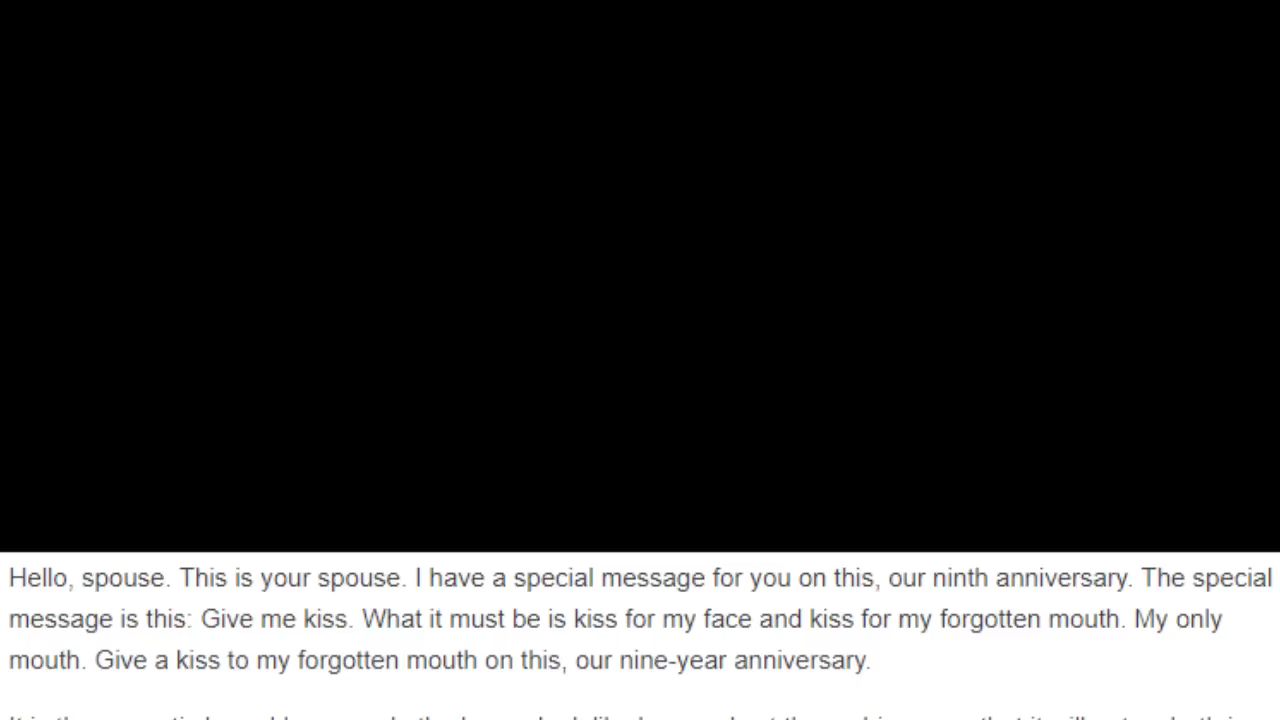 Hello, spouse. This is your spouse. I have a special message for you on this, our ninth anniversary. The special
message is this: Give me kiss. What it must be is kiss for my face and kiss for my forgotten mouth. My only
mouth. Give a kiss to my forgotten mouth on this, our nine-year anniversary.